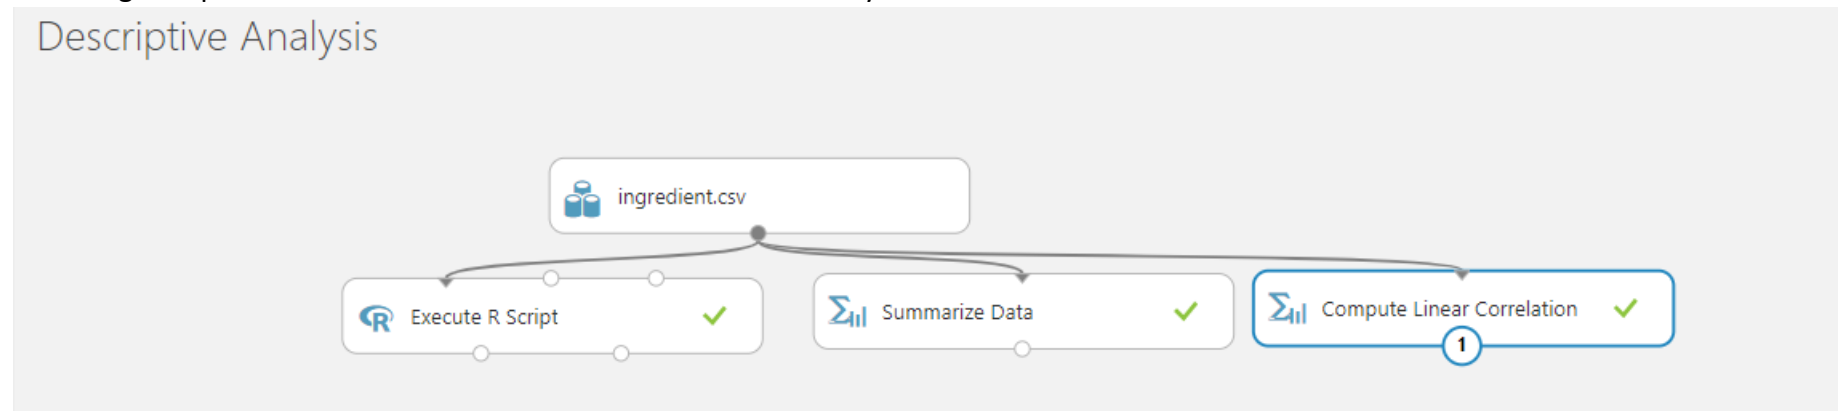 Descriptive Analysis
ingredient.csv
Execute R Script
Summarize Data
Compute Linear Correlation
1